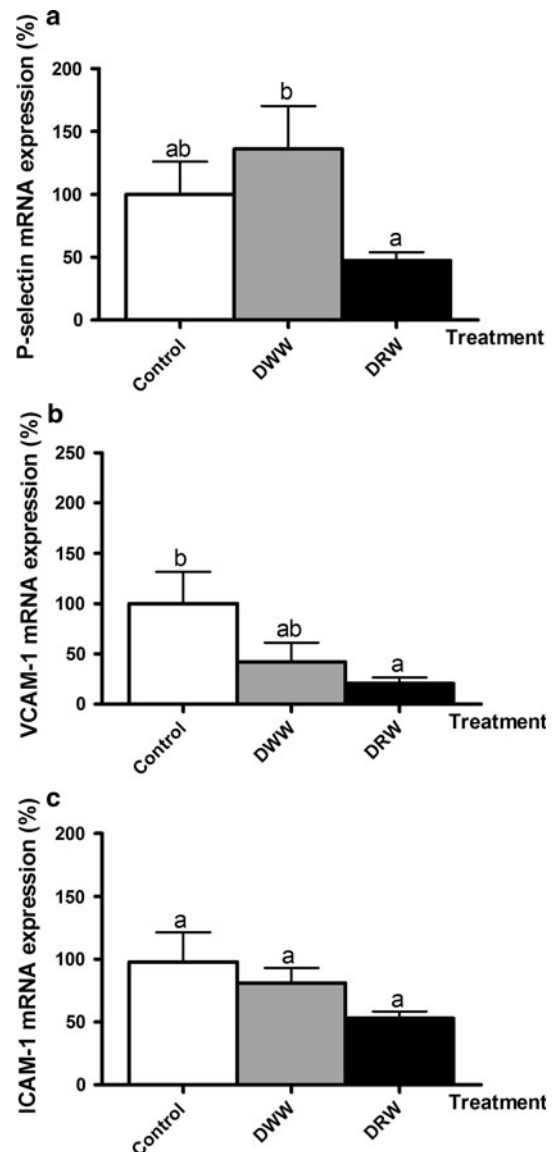 a
P-selectin mRNA expression (%)
200
150
100
50
0
ab
b
a
Control
DWW
DRW
Treatment
b
VCAM-1 mRNA expression (%)
250
200
150
100
50
0
b
ab
a
Control
DWW
DRW
Treatment
c
ICAM-1 mRNA expression (%)
200
150
100
50
0
a
a
a
Control
DWW
DRW
Treatment